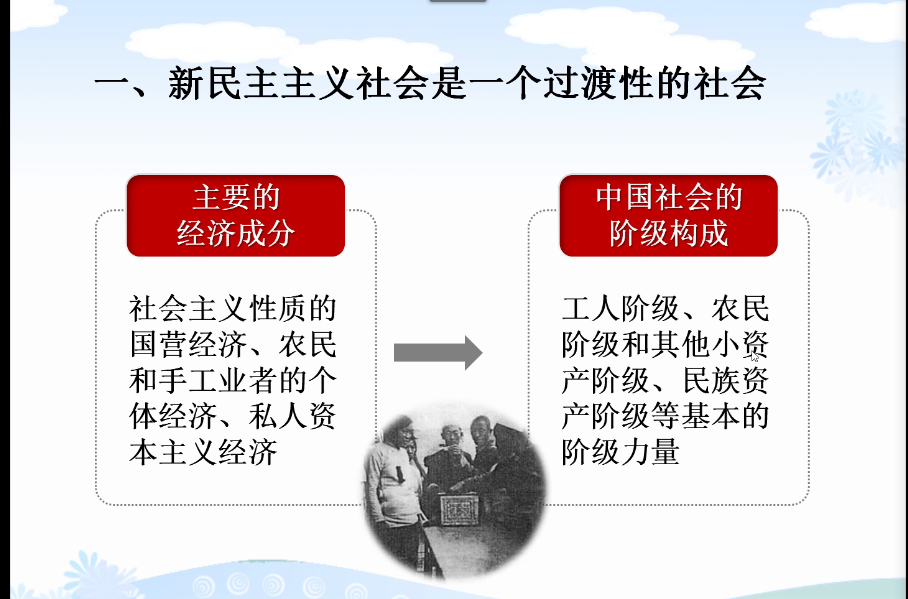 一、新民主主义社会是一个过渡性的社会
主要的
经济成分
社会主义性质的
国营经济、农民
和手工业者的个
体经济、私人资
本主义经济
中国社会的
阶级构成
工人阶级、农民
阶级和其他小资
产阶级、民族资
产阶级等基本的
阶级力量